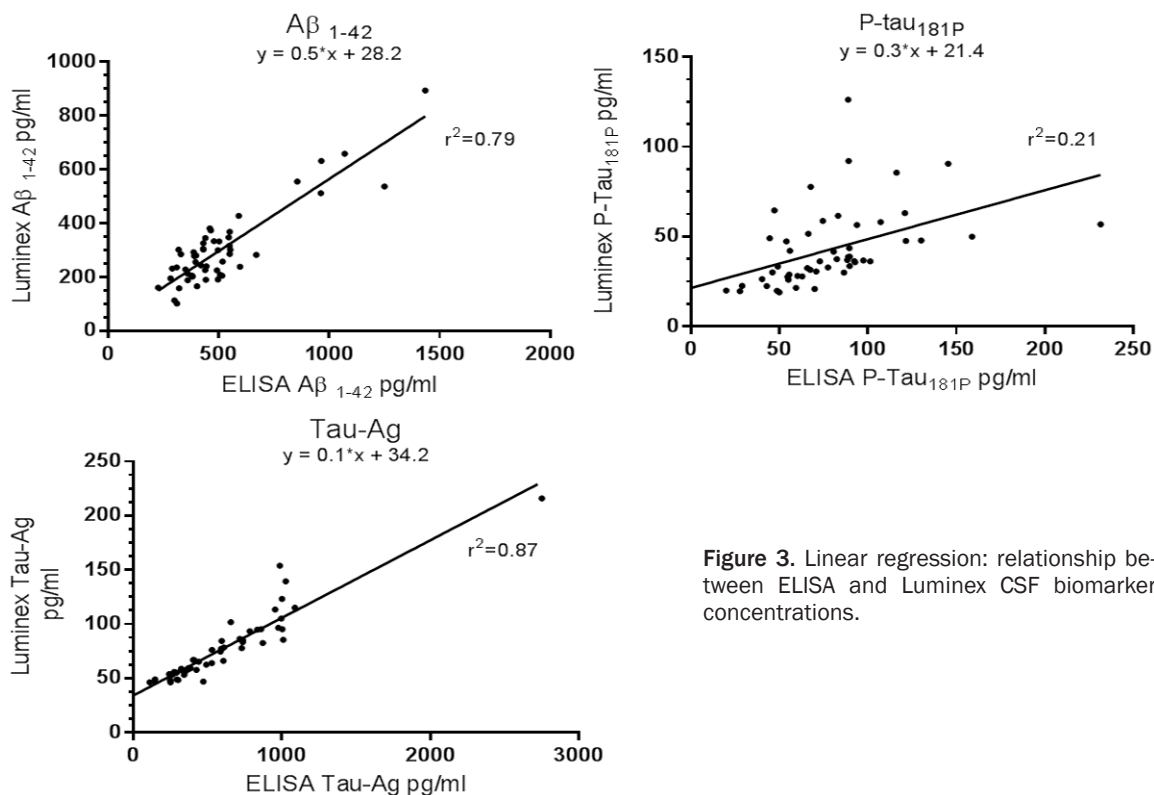 Aβ 1-42
y = 0.5*x + 28.2
1000
800
600
400
200
0
Luminex Aβ 1-42 pg/ml
r²=0.79
0 500 1000 1500 2000
ELISA Aβ 1-42 pg/ml
P-tau181P
y = 0.3*x + 21.4
150
100
50
0
Luminex P-Tau181P pg/ml
r²=0.21
0 50 100 150 200 250
ELISA P-Tau181P pg/ml
Tau-Ag
y = 0.1*x + 34.2
250
200
150
100
50
0
Luminex Tau-Ag
pg/ml
r²=0.87
0 1000 2000 3000
ELISA Tau-Ag pg/ml
Figure 3. Linear regression: relationship be-
tween ELISA and Luminex CSF biomarker
concentrations.